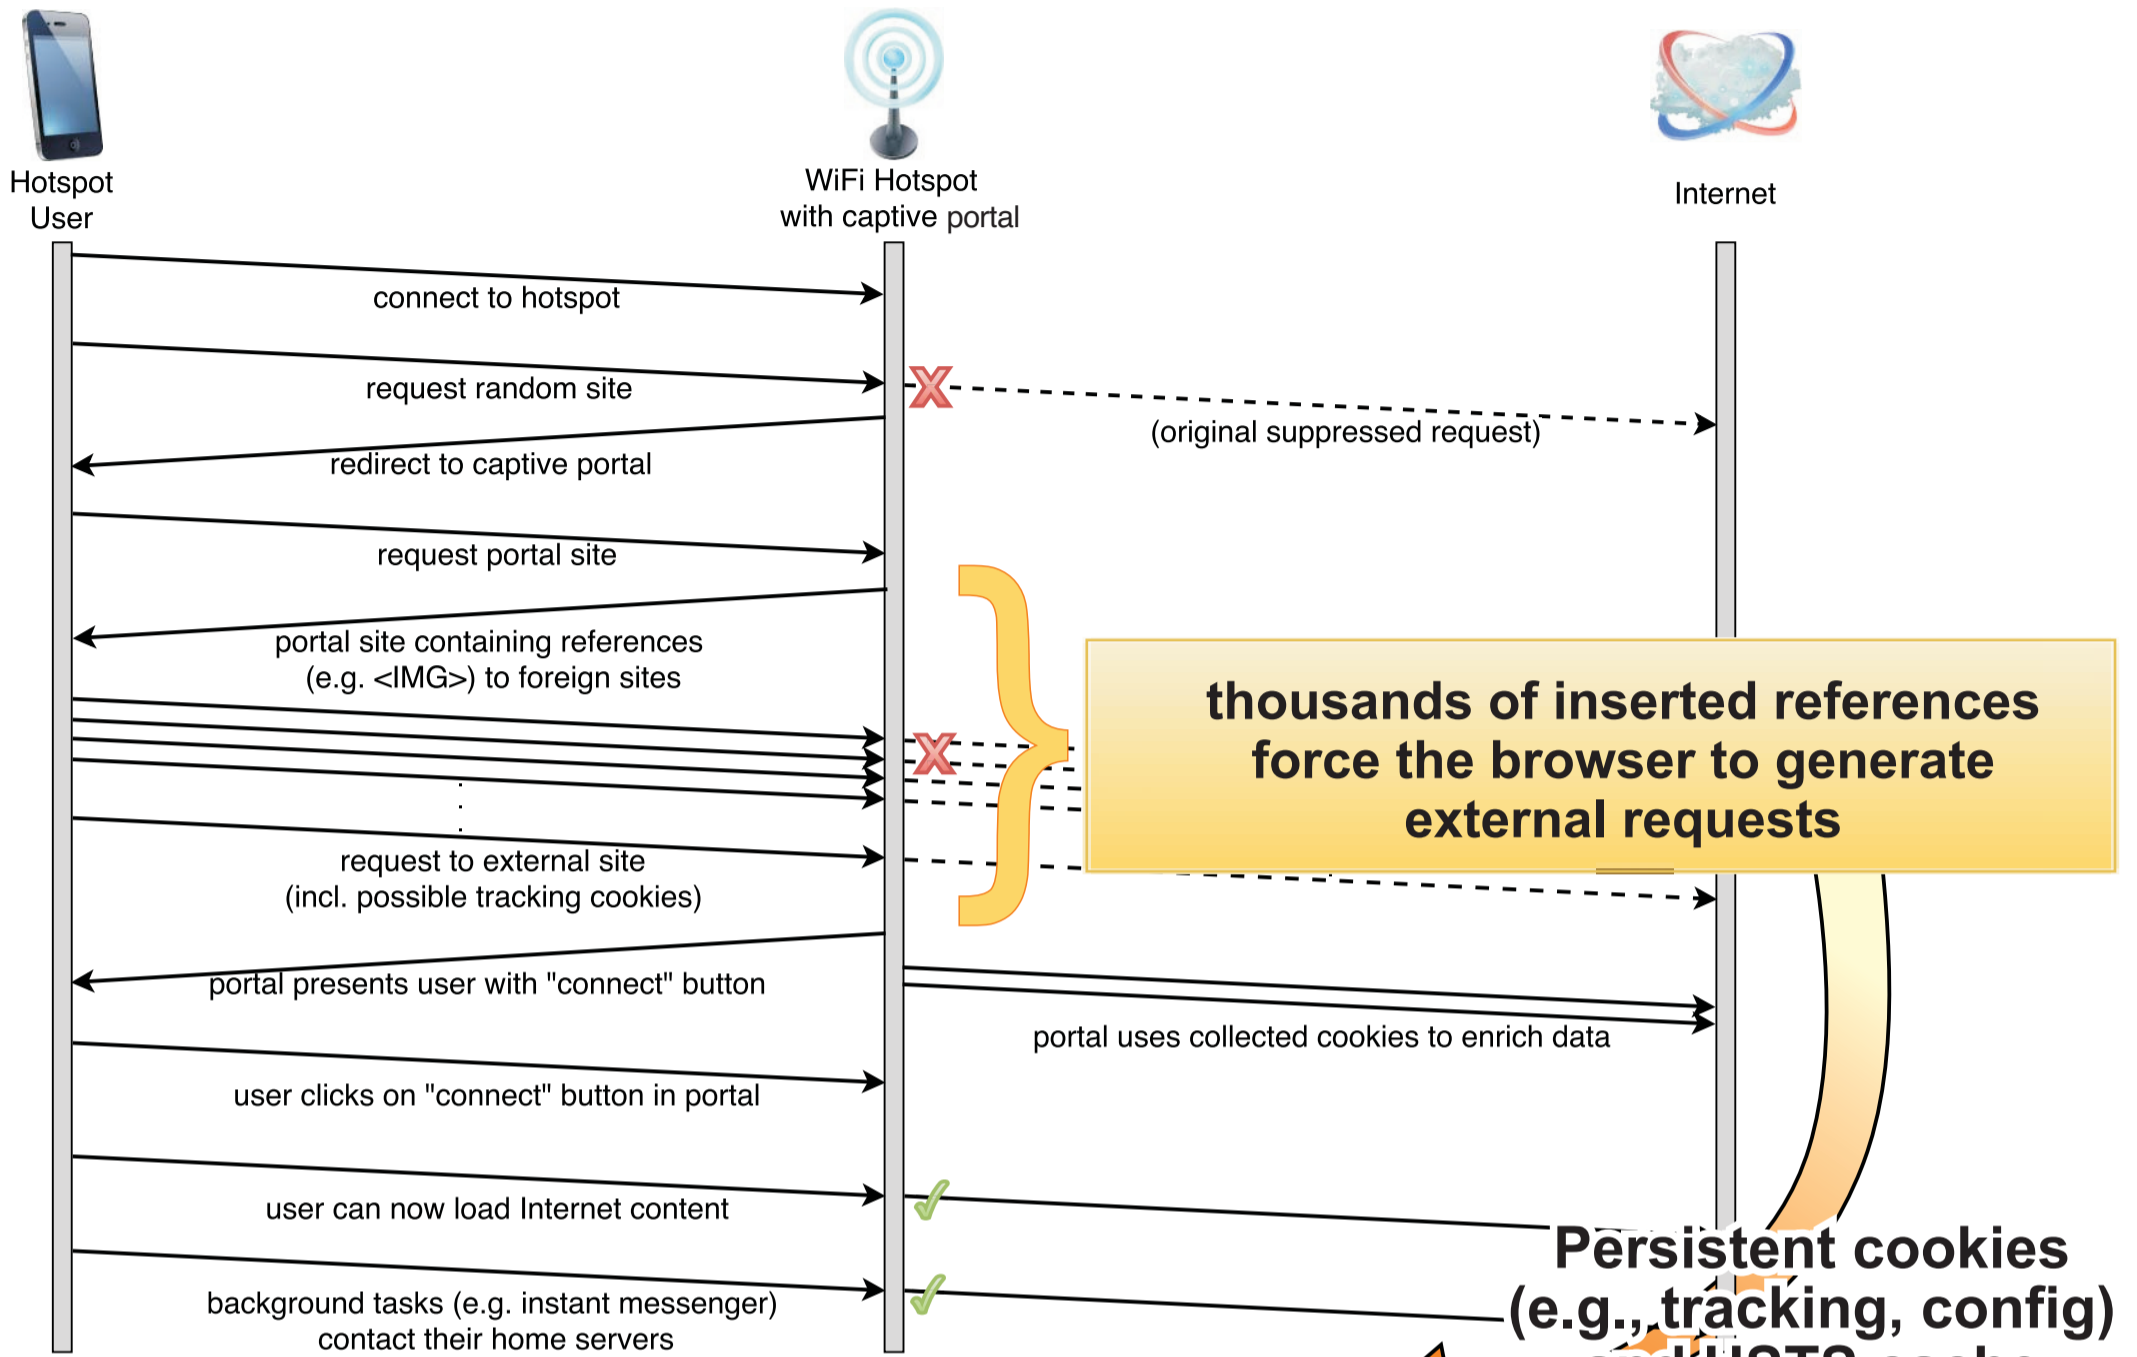 Hotspot
User
WiFi Hotspot
with captive portal
Internet
connect to hotspot
request random site
(original suppressed request)
redirect to captive portal
request portal site
portal site containing references
(e.g. <IMG>) to foreign sites
thousands of inserted references
force the browser to generate
external requests
request to external site
(incl. possible tracking cookies)
portal presents user with "connect" button
portal uses collected cookies to enrich data
user clicks on "connect" button in portal
user can now load Internet content
Persistent cookies
(e.g., tracking, config)
and HSTS cache
background tasks (e.g. instant messenger)
contact their home servers